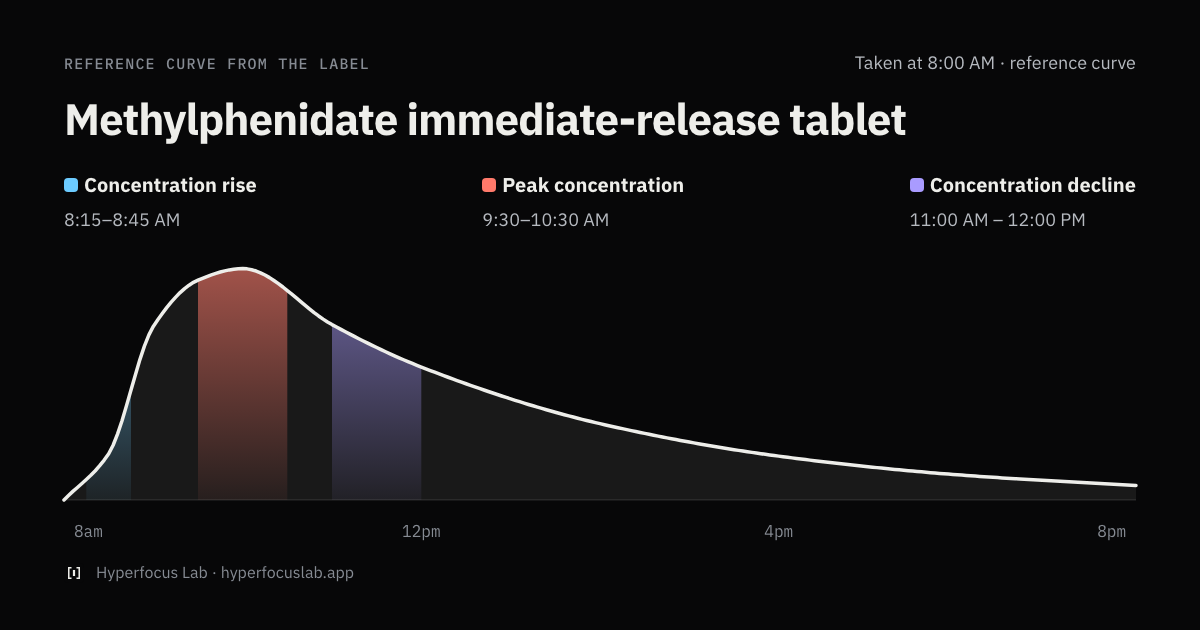 REFERENCE CURVE FROM THE LABEL
Taken at 8:00 AM · reference curve
Methylphenidate immediate-release tablet
Concentration rise
8:15–8:45 AM
Peak concentration
9:30–10:30 AM
Concentration decline
11:00 AM – 12:00 PM
8am
12pm
4pm
8pm
Hyperfocus Lab · hyperfocuslab.app